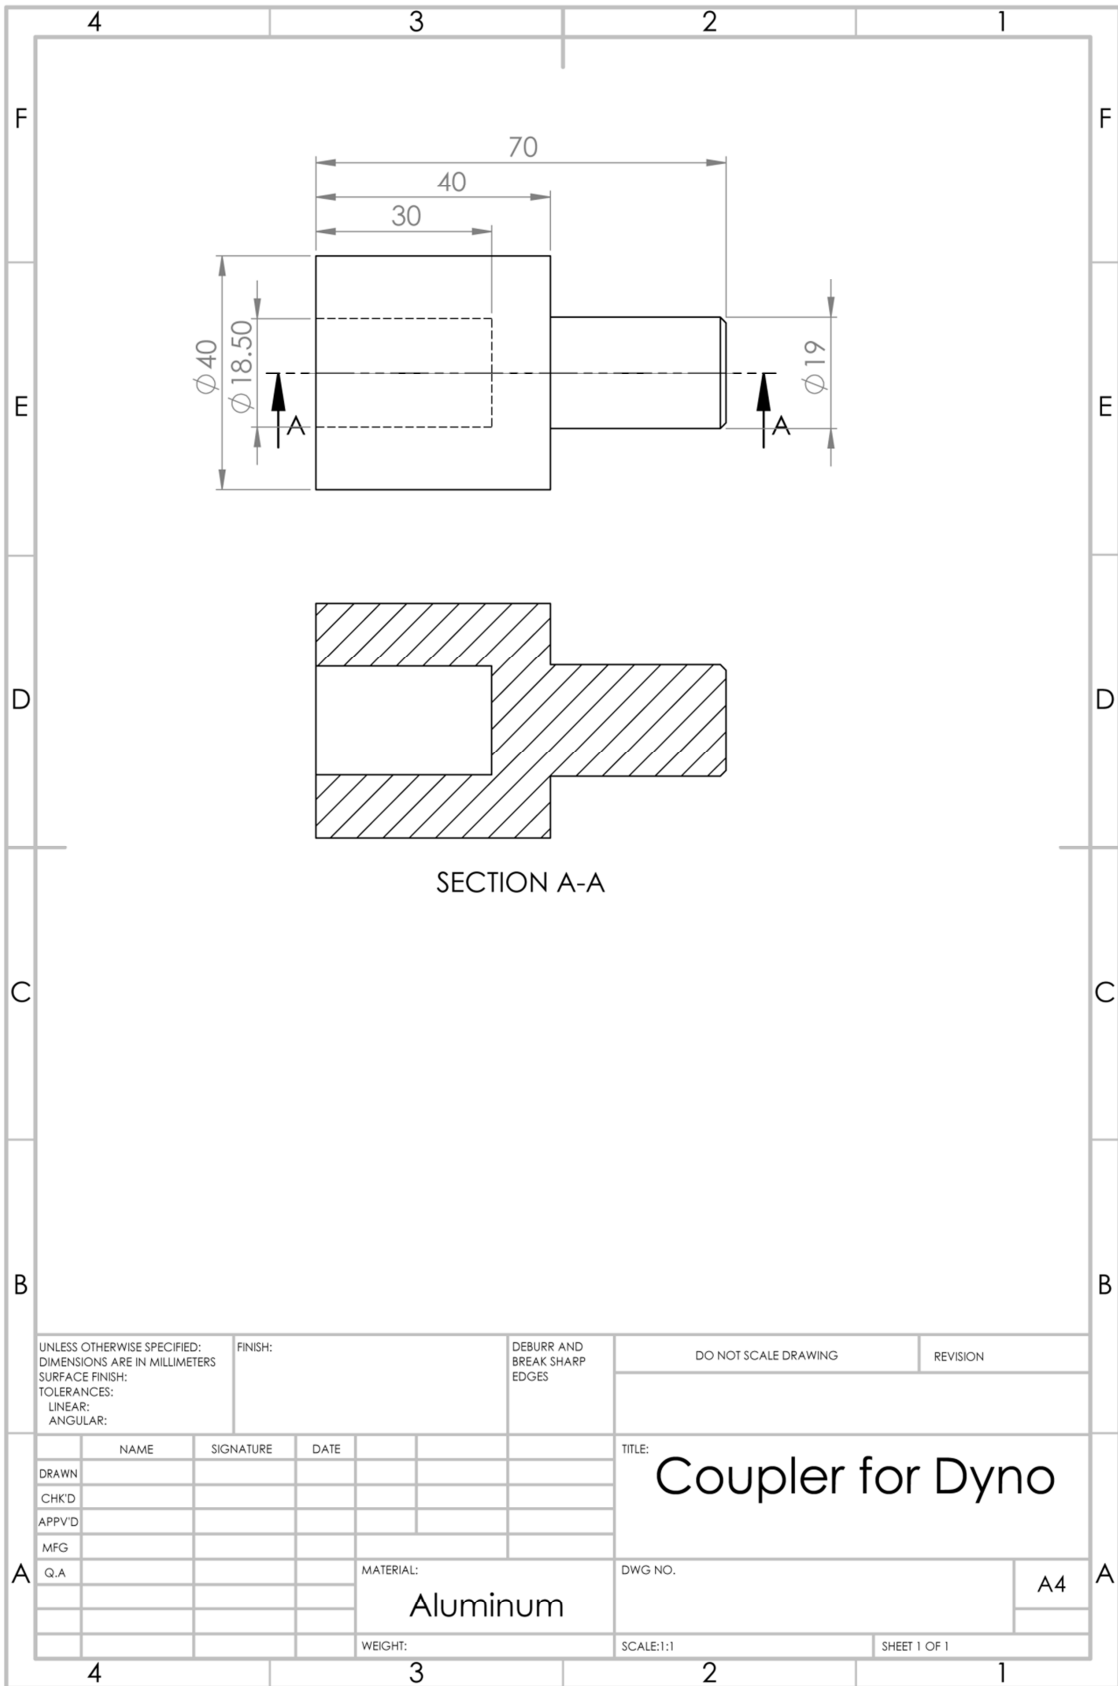 4 3 2 1
F F
70
40
30
⌀40
⌀18.50
⌀19
E E
A A
D D
SECTION A-A
C C
B B
UNLESS OTHERWISE SPECIFIED:
DIMENSIONS ARE IN MILLIMETERS
SURFACE FINISH:
TOLERANCES:
LINEAR:
ANGULAR:
FINISH:
DEBURR AND
BREAK SHARP
EDGES
DO NOT SCALE DRAWING
REVISION
NAME SIGNATURE DATE
DRAWN
CHK'D
APPV'D
MFG
Q.A
TITLE:
Coupler for Dyno
MATERIAL:
Aluminum
DWG NO.
A4
A A
WEIGHT:
SCALE:1:1
SHEET 1 OF 1
4 3 2 1